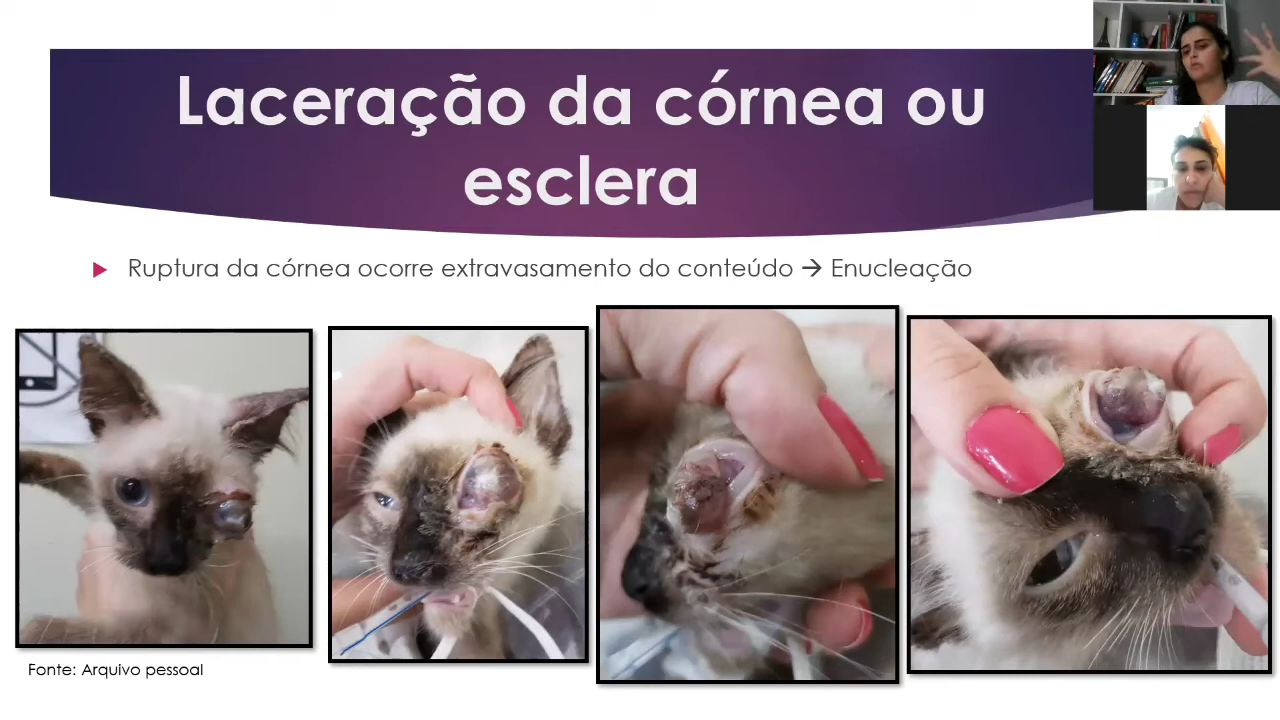 Laceração da córnea ou
esclera
Ruptura da córnea ocorre extravasamento do conteúdo → Enucleação
Fonte: Arquivo pessoal